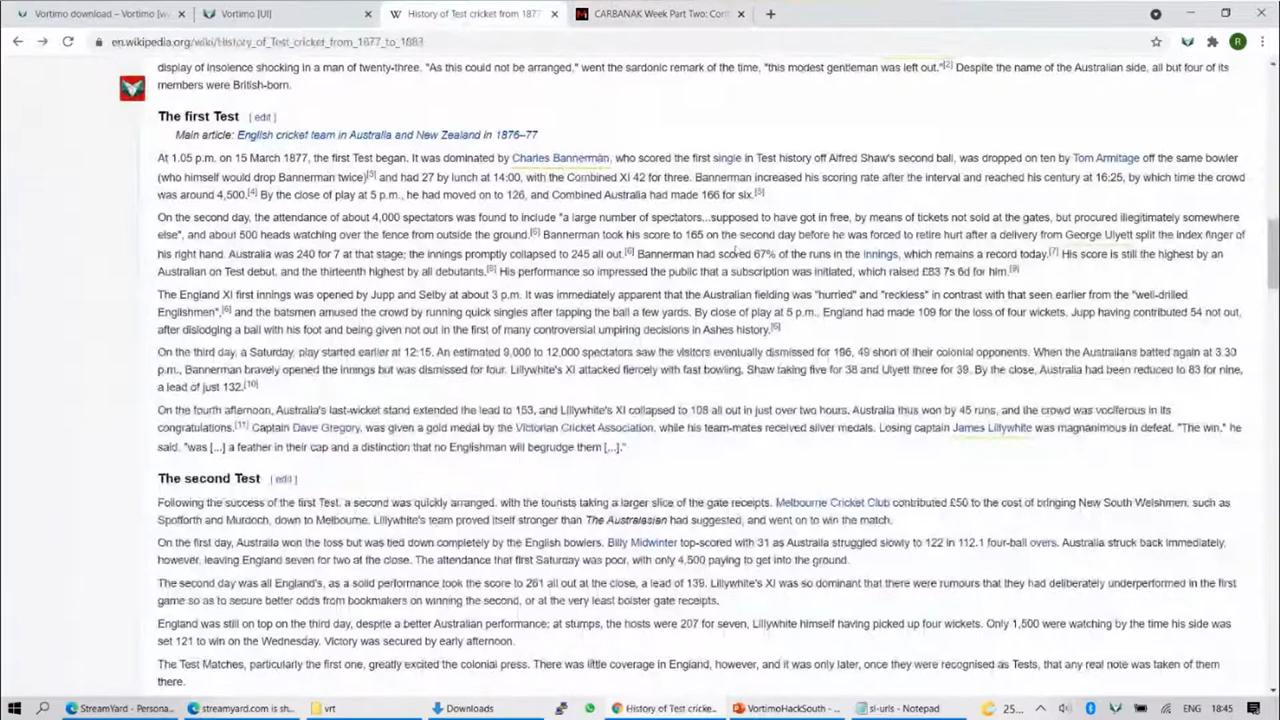 Vortimo download – Vortimo [w
Vortimo [UI]
History of Test cricket from 1877
CARBANAK Week Part Two: Cont
en.wikipedia.org/wiki/History_of_Test_cricket_from_1877_to_1883
R
display of insolence shocking in a man of twenty-three. "As this could not be arranged," went the sardonic remark of the time, "this modest gentleman was left out."[2] Despite the name of the Australian side, all but four of its
members were British-born.
The first Test [ edit ]
Main article: English cricket team in Australia and New Zealand in 1876–77
At 1.05 p.m. on 15 March 1877, the first Test began. It was dominated by Charles Bannerman, who scored the first single in Test history off Alfred Shaw's second ball, was dropped on ten by Tom Armitage off the same bowler
(who himself would drop Bannerman twice)[3] and had 27 by lunch at 14:00, with the Combined XI 42 for three. Bannerman increased his scoring rate after the interval and reached his century at 16:25, by which time the crowd
was around 4,500.[4] By the close of play at 5 p.m., he had moved on to 126, and Combined Australia had made 166 for six.[5]
On the second day, the attendance of about 4,000 spectators was found to include "a large number of spectators...supposed to have got in free, by means of tickets not sold at the gates, but procured illegitimately somewhere
else", and about 500 heads watching over the fence from outside the ground.[6] Bannerman took his score to 165 on the second day before he was forced to retire hurt after a delivery from George Ulyett split the index finger of
his right hand. Australia was 240 for 7 at that stage; the innings promptly collapsed to 245 all out.[6] Bannerman had scored 67% of the runs in the innings, which remains a record today.[7] His score is still the highest by an
Australian on Test debut, and the thirteenth highest by all debutants.[8] His performance so impressed the public that a subscription was initiated, which raised £83 7s 6d for him.[9]
The England XI first innings was opened by Jupp and Selby at about 3 p.m. It was immediately apparent that the Australian fielding was "hurried" and "reckless" in contrast with that seen earlier from the "well-drilled
Englishmen",[6] and the batsmen amused the crowd by running quick singles after tapping the ball a few yards. By close of play at 5 p.m., England had made 109 for the loss of four wickets, Jupp having contributed 54 not out,
after dislodging a ball with his foot and being given not out in the first of many controversial umpiring decisions in Ashes history.[6]
On the third day, a Saturday, play started earlier at 12:15. An estimated 9,000 to 12,000 spectators saw the visitors eventually dismissed for 196, 49 short of their colonial opponents. When the Australians batted again at 3.30
p.m., Bannerman bravely opened the innings but was dismissed for four. Lillywhite's XI attacked fiercely with fast bowling, Shaw taking five for 38 and Ulyett three for 39. By the close, Australia had been reduced to 83 for nine,
a lead of just 132.[10]
On the fourth afternoon, Australia's last-wicket stand extended the lead to 153, and Lillywhite's XI collapsed to 108 all out in just over two hours. Australia thus won by 45 runs, and the crowd was vociferous in its
congratulations.[11] Captain Dave Gregory, was given a gold medal by the Victorian Cricket Association, while his team-mates received silver medals. Losing captain James Lillywhite was magnanimous in defeat. "The win," he
said, "was [...] a feather in their cap and a distinction that no Englishman will begrudge them [...]."
The second Test [ edit ]
Following the success of the first Test, a second was quickly arranged, with the tourists taking a larger slice of the gate receipts. Melbourne Cricket Club contributed £50 to the cost of bringing New South Welshmen, such as
Spofforth and Murdoch, down to Melbourne. Lillywhite's team proved itself stronger than The Australasian had suggested, and went on to win the match.
On the first day, Australia won the toss but was tied down completely by the English bowlers. Billy Midwinter top-scored with 31 as Australia struggled slowly to 122 in 112.1 four-ball overs. Australia struck back immediately,
however, leaving England seven for two at the close. The attendance that first Saturday was poor, with only 4,500 paying to get into the ground.
The second day was all England's, as a solid performance took the score to 261 all out at the close, a lead of 139. Lillywhite's XI was so dominant that there were rumours that they had deliberately underperformed in the first
game so as to secure better odds from bookmakers on winning the second, or at the very least bolster gate receipts.
England was still on top on the third day, despite a better Australian performance; at stumps, the hosts were 207 for seven, Lillywhite himself having picked up four wickets. Only 1,500 were watching by the time his side was
set 121 to win on the Wednesday. Victory was secured by early afternoon.
The Test Matches, particularly the first one, greatly excited the colonial press. There was little coverage in England, however, and it was only later, once they were recognised as Tests, that any real note was taken of them
there.
StreamYard - Persona...
streamyard.com is sh...
vrt
Downloads
History of Test cricke...
VortimoHackSouth - ...
sl-urls - Notepad
25...
ENG
18:45